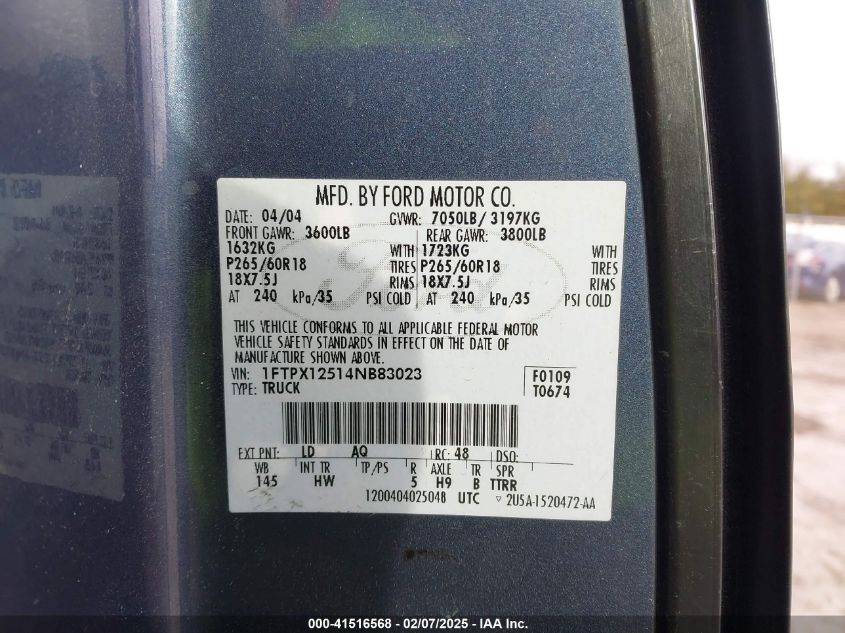 MFD. BY FORD MOTOR CO.
DATE: 04/04 GVWR: 7050LB/ 3197KG
FRONT GAWR: 3600LB REAR GAWR: 3800LB
1632KG WITH 1723KG WITH
P265/60R18 TIRES P265/60R18 TIRES
18X7.5J RIMS 18X7.5J RIMS
AT 240 kPa/35 PSI COLD AT 240 kPa/35 PSI COLD
THIS VEHICLE CONFORMS TO ALL APPLICABLE FEDERAL MOTOR
VEHICLE SAFETY STANDARDS IN EFFECT ON THE DATE OF
MANUFACTURE SHOWN ABOVE.
VIN: 1FTPX12514NB83023 F0109
TYPE: TRUCK T0674
EXT PNT: LD AQ RC: 48 DSO:
WB INT TR TP/PS R AXLE TR SPR
145 HW 5 H9 B TTRR
1200404025048 UTC ▽ 2U5A-1520472-AA
000-41516568 - 02/07/2025 - IAA Inc.